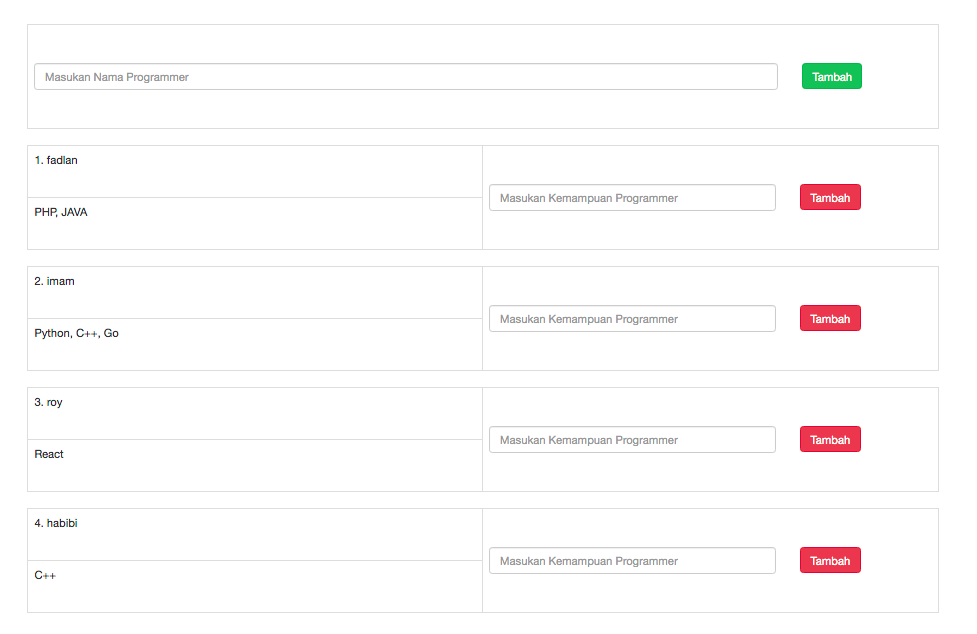 Masukan Nama Programmer
Tambah
1. fadlan
PHP, JAVA
Masukan Kemampuan Programmer
Tambah
2. imam
Python, C++, Go
Masukan Kemampuan Programmer
Tambah
3. roy
React
Masukan Kemampuan Programmer
Tambah
4. habibi
C++
Masukan Kemampuan Programmer
Tambah